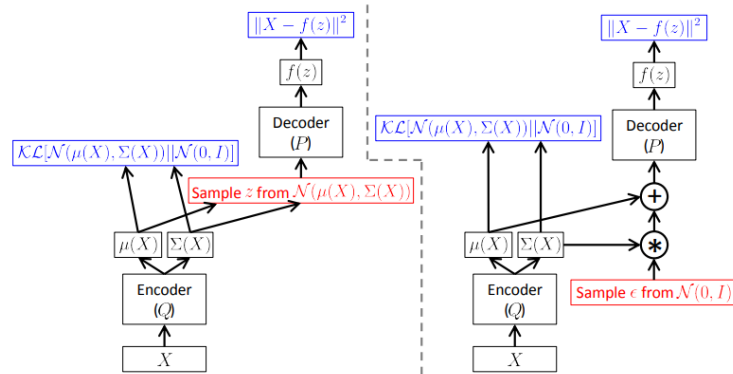 ‖X − f(z)‖²
f(z)
Decoder
(P)
𝒦ℒ[𝒩(μ(X), Σ(X))||𝒩(0, I)]
Sample z from 𝒩(μ(X), Σ(X))
μ(X) Σ(X)
Encoder
(Q)
X
‖X − f(z)‖²
f(z)
Decoder
(P)
𝒦ℒ[𝒩(μ(X), Σ(X))||𝒩(0, I)]
+
μ(X) Σ(X) *
Encoder
(Q)
Sample ϵ from 𝒩(0, I)
X